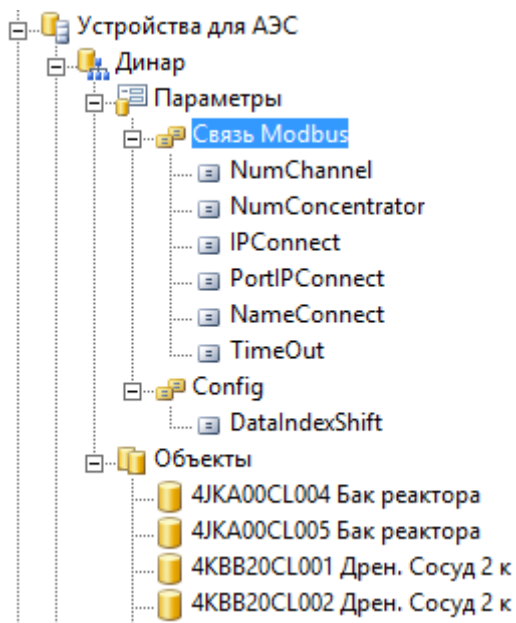 Устройства для АЭС
Динар
Параметры
Связь Modbus
NumChannel
NumConcentrator
IPConnect
PortIPConnect
NameConnect
TimeOut
Config
DataIndexShift
Объекты
4JKA00CL004 Бак реактора
4JKA00CL005 Бак реактора
4KBB20CL001 Дрен. Сосуд 2 к
4KBB20CL002 Дрен. Сосуд 2 к